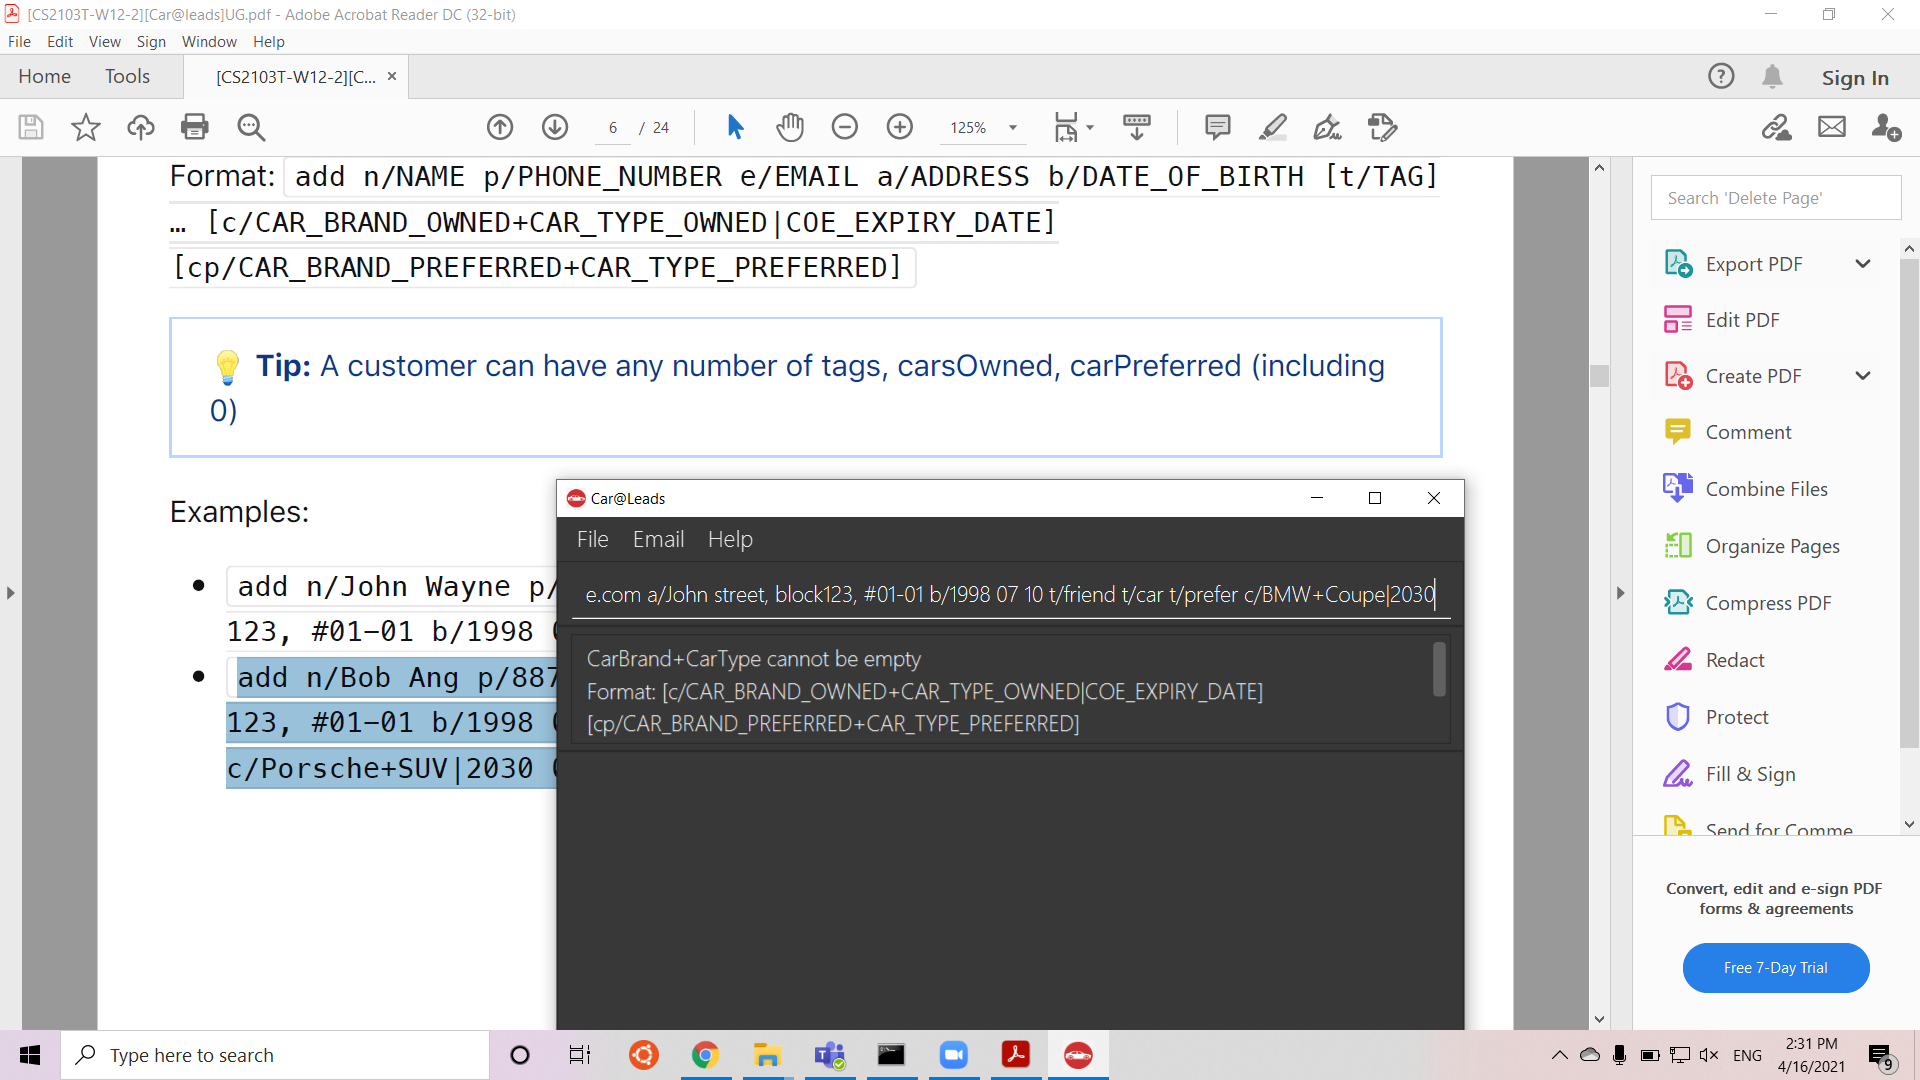 [CS2103T-W12-2][Car@leads]UG.pdf - Adobe Acrobat Reader DC (32-bit)
File Edit View Sign Window Help
Home Tools [CS2103T-W12-2][C... × Sign In
6 / 24 125%
Format: add n/NAME p/PHONE_NUMBER e/EMAIL a/ADDRESS b/DATE_OF_BIRTH [t/TAG]
… [c/CAR_BRAND_OWNED+CAR_TYPE_OWNED|COE_EXPIRY_DATE]
[cp/CAR_BRAND_PREFERRED+CAR_TYPE_PREFERRED]
Tip: A customer can have any number of tags, carsOwned, carPreferred (including
0)
Examples:
add n/John Wayne p/
123, #01-01 b/1998
add n/Bob Ang p/887
123, #01-01 b/1998
c/Porsche+SUV|2030
Car@Leads
File Email Help
e.com a/John street, block123, #01-01 b/1998 07 10 t/friend t/car t/prefer c/BMW+Coupe|2030
CarBrand+CarType cannot be empty
Format: [c/CAR_BRAND_OWNED+CAR_TYPE_OWNED|COE_EXPIRY_DATE]
[cp/CAR_BRAND_PREFERRED+CAR_TYPE_PREFERRED]
Search 'Delete Page'
Export PDF
Edit PDF
Create PDF
Comment
Combine Files
Organize Pages
Compress PDF
Redact
Protect
Fill & Sign
Send for Comme
Convert, edit and e-sign PDF
forms & agreements
Free 7-Day Trial
Type here to search
ENG
2:31 PM
4/16/2021
9